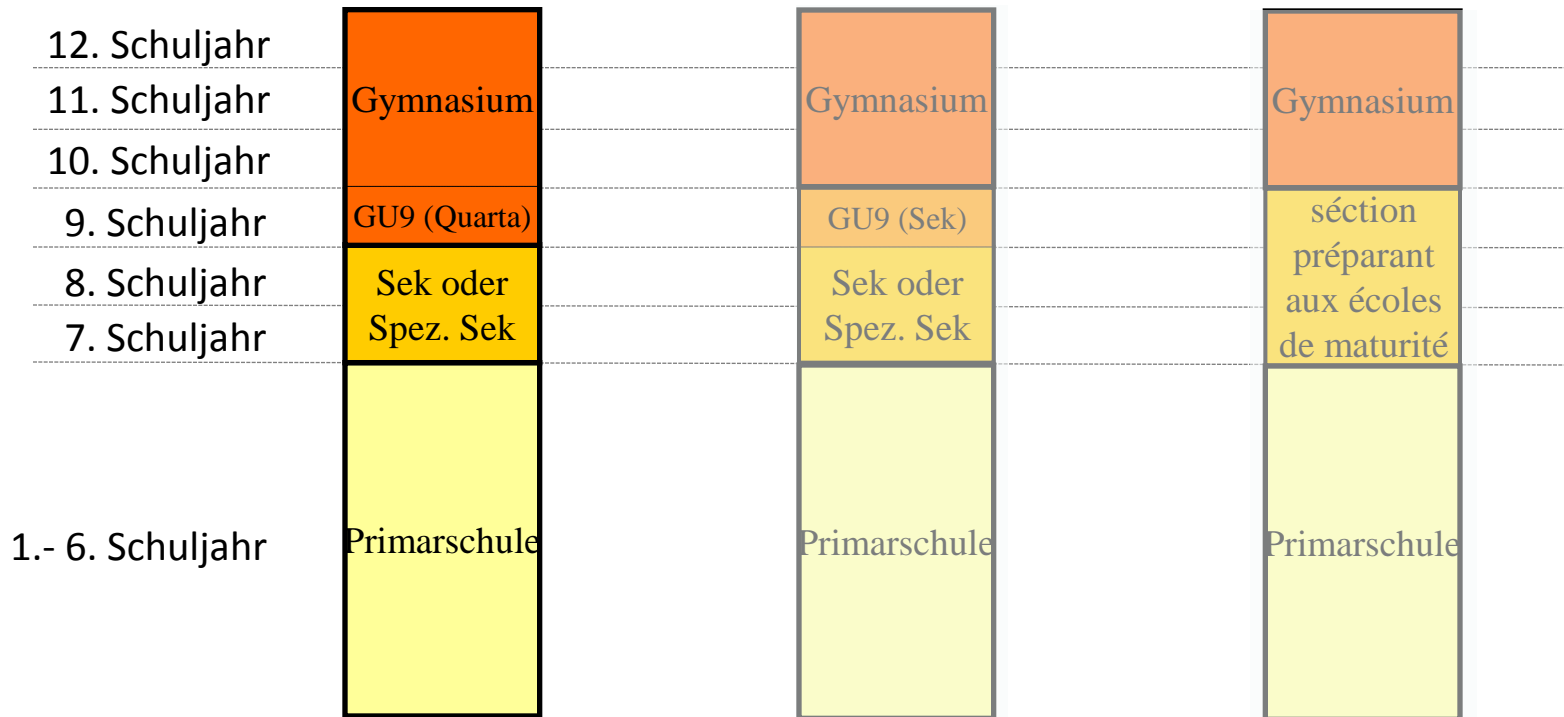 12. Schuljahr
11. Schuljahr
10. Schuljahr
9. Schuljahr
8. Schuljahr
7. Schuljahr
1.- 6. Schuljahr
Gymnasium
GU9 (Quarta)
Sek oder
Spez. Sek
Primarschule
Gymnasium
GU9 (Sek)
Sek oder
Spez. Sek
Primarschule
Gymnasium
séction
préparant
aux écoles
de maturité
Primarschule